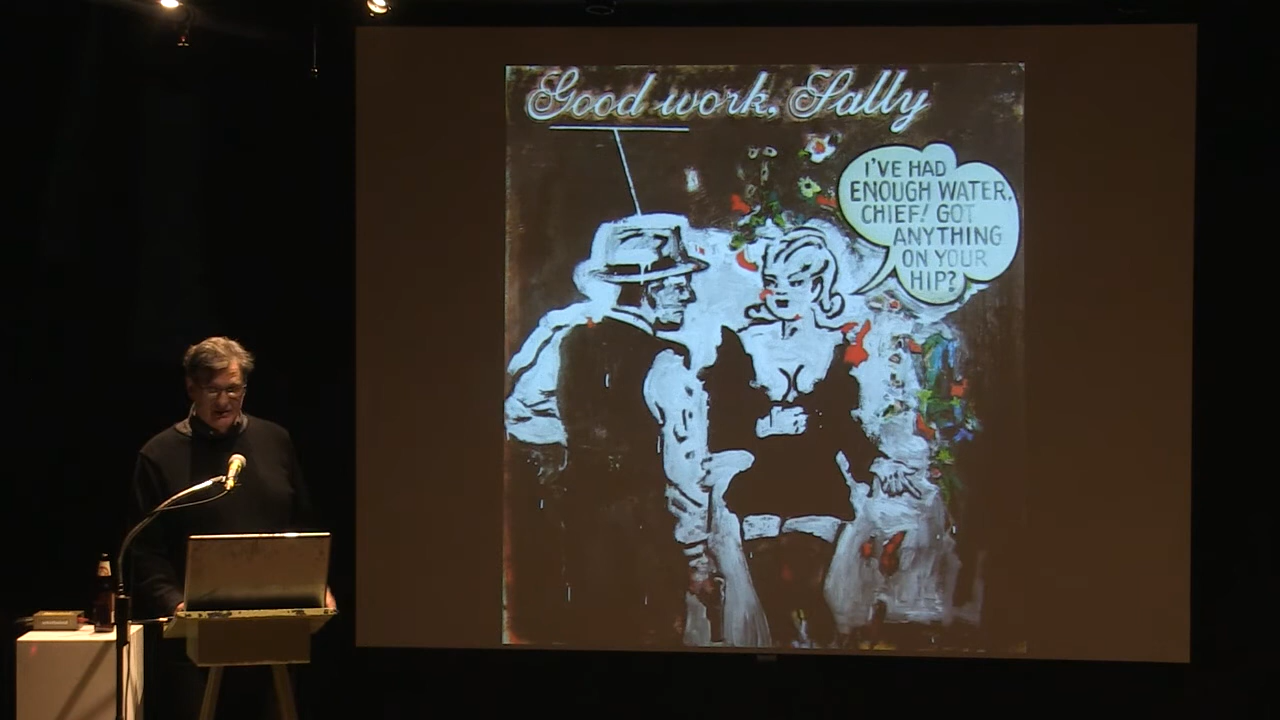 Good work, Sally
I'VE HAD
ENOUGH WATER,
CHIEF! GOT
ANYTHING
ON YOUR
HIP?